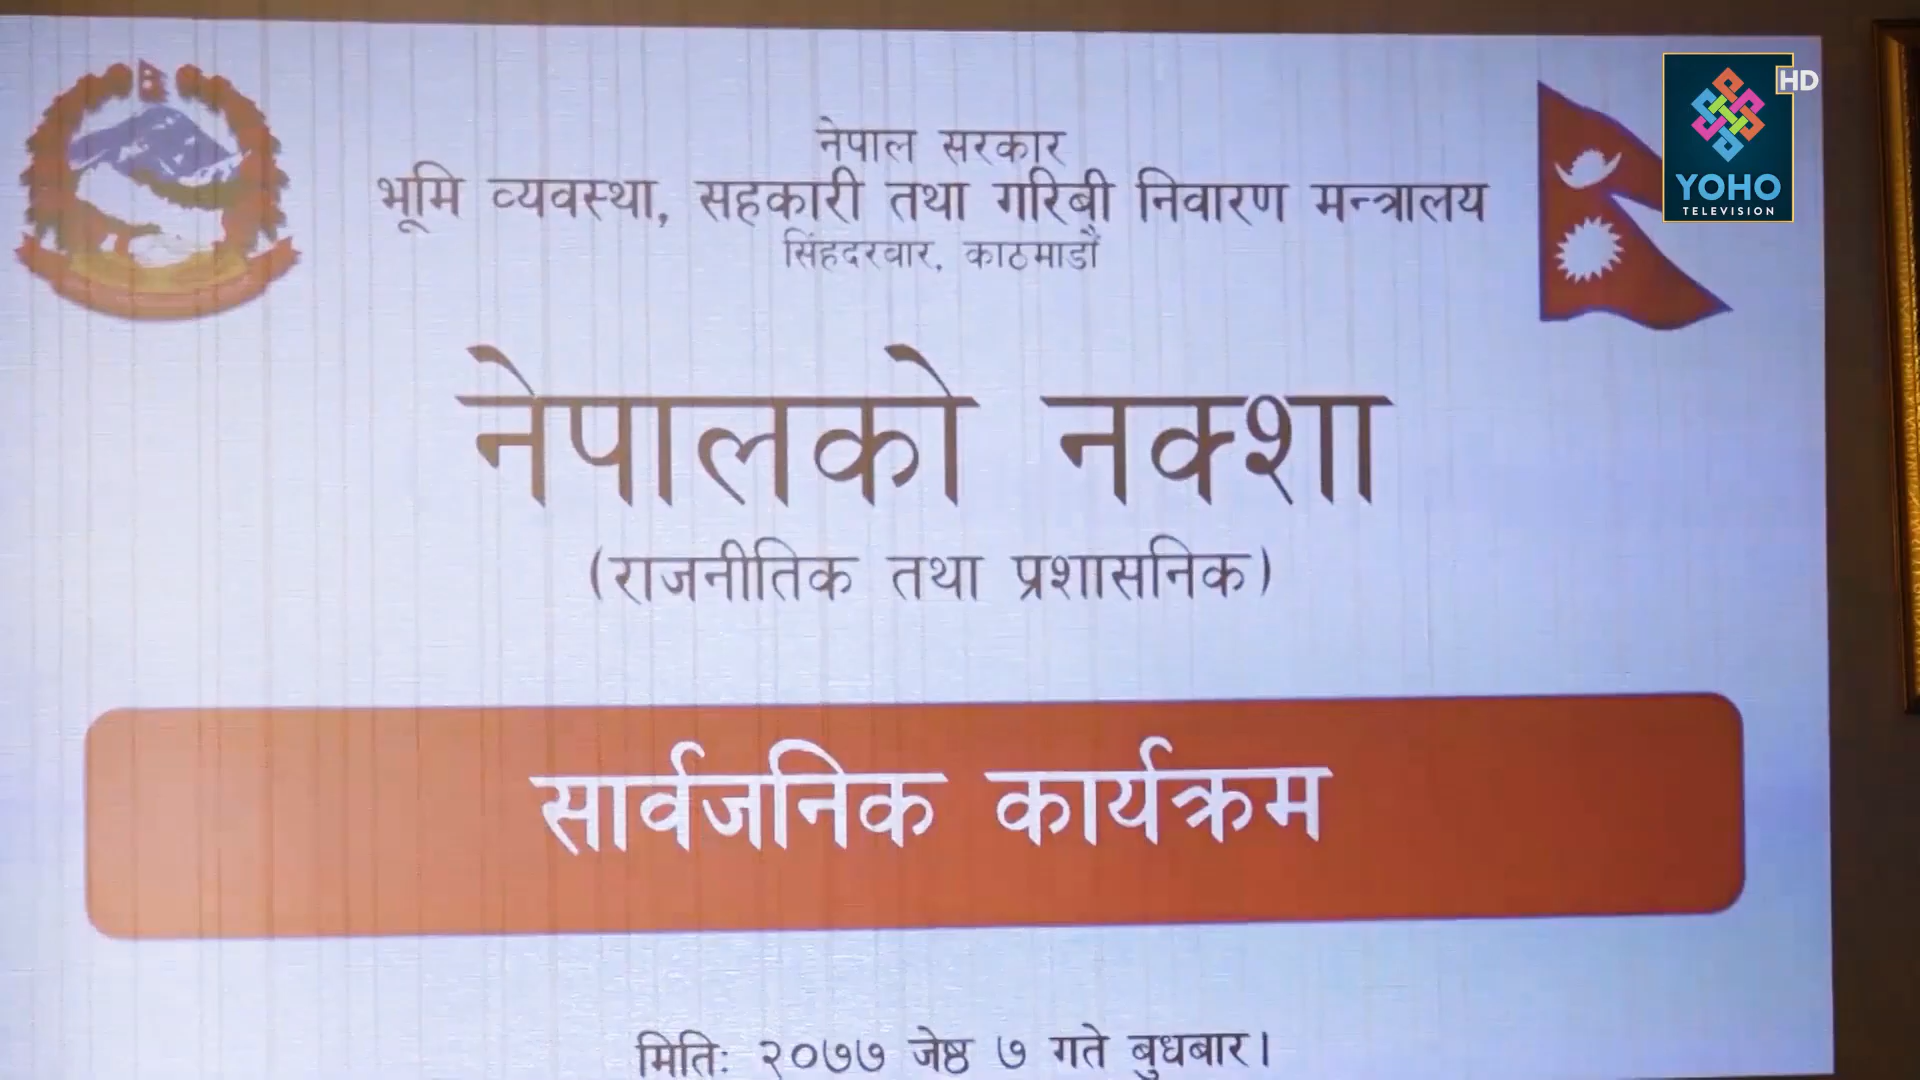 नेपाल सरकार
भूमि व्यवस्था, सहकारी तथा गरिबी निवारण मन्त्रालय
सिंहदरवार, काठमाडौं
नेपालको नक्शा
(राजनीतिक तथा प्रशासनिक)
सार्वजनिक कार्यक्रम
मिति: २०७७ जेष्ठ ७ गते बुधबार।
HD
YOHO
TELEVISION